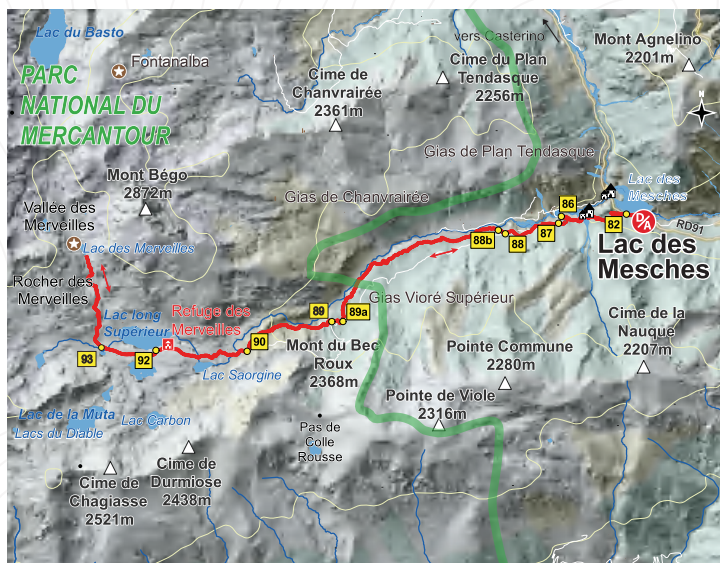 Lac du Basto
vers Casterino
Mont Agnelino
2201m
Fontanalba
PARC
NATIONAL DU
MERCANTOUR
Cime de
Chanvrairée
2361m
Cime du Plan
Tendasque
2256m
N
Gias de Plan Tendasque
Mont Bégo
2872m
Gias de Chanvrairée
Lac des
Mesches
Vallée des
Merveilles
86
87
82
D/A
RD91
88b
88
Lac des
Mesches
Lac des Merveilles
Rocher des
Merveilles
Lac long
Supérieur
Refuge des
Merveilles
Gias Vioré Supérieur
89
89a
Cime de la
Nauque
2207m
90
93
92
Mont du Bec
Roux
2368m
Pointe Commune
2280m
Lac Saorgine
Pointe de Viole
2316m
Lac de la Muta
Lacs du Diable
Lac Carbon
Pas de
Colle
Rousse
Cime de
Durmiose
2438m
Cime de
Chagiasse
2521m